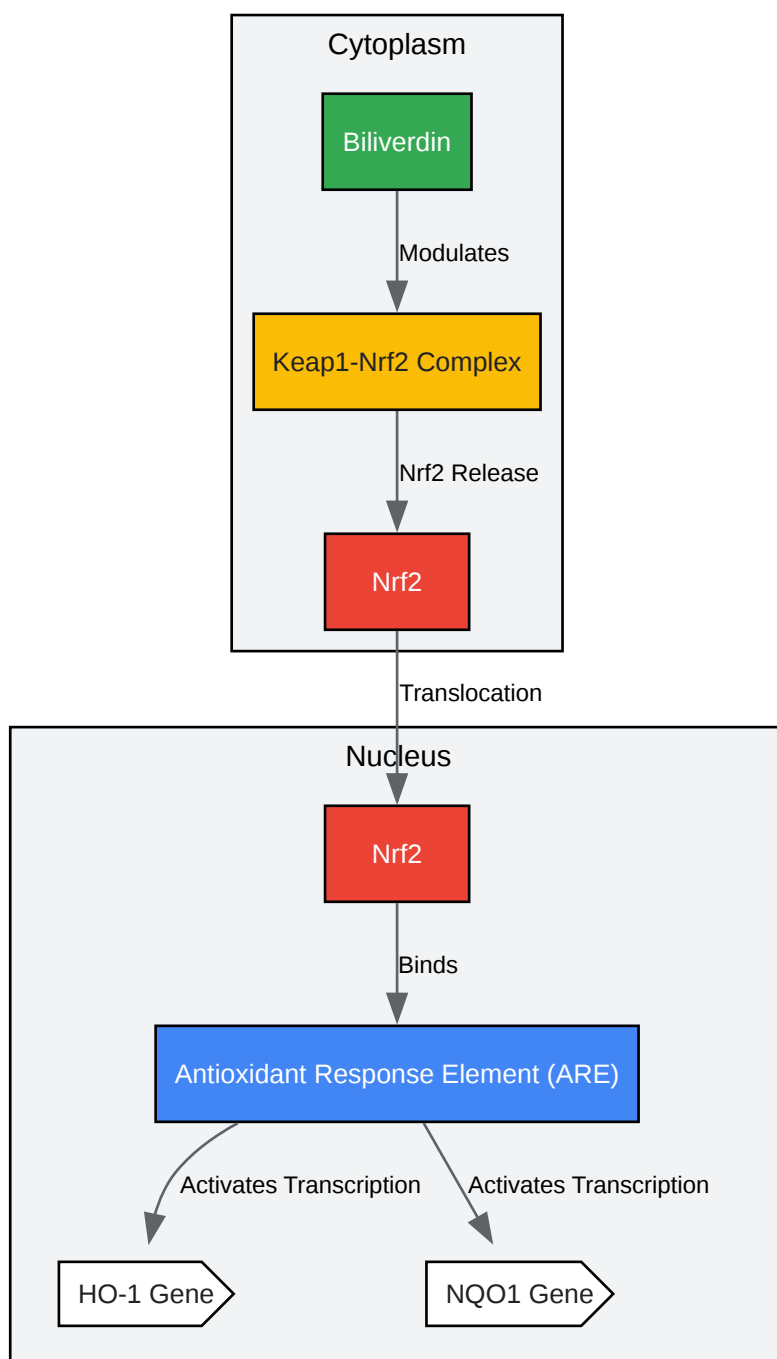 Cytoplasm
Biliverdin
Modulates
Keap1-Nrf2 Complex
Nrf2 Release
Nrf2
Translocation
Nucleus
Nrf2
Binds
Antioxidant Response Element (ARE)
Activates Transcription
Activates Transcription
HO-1 Gene
NQO1 Gene